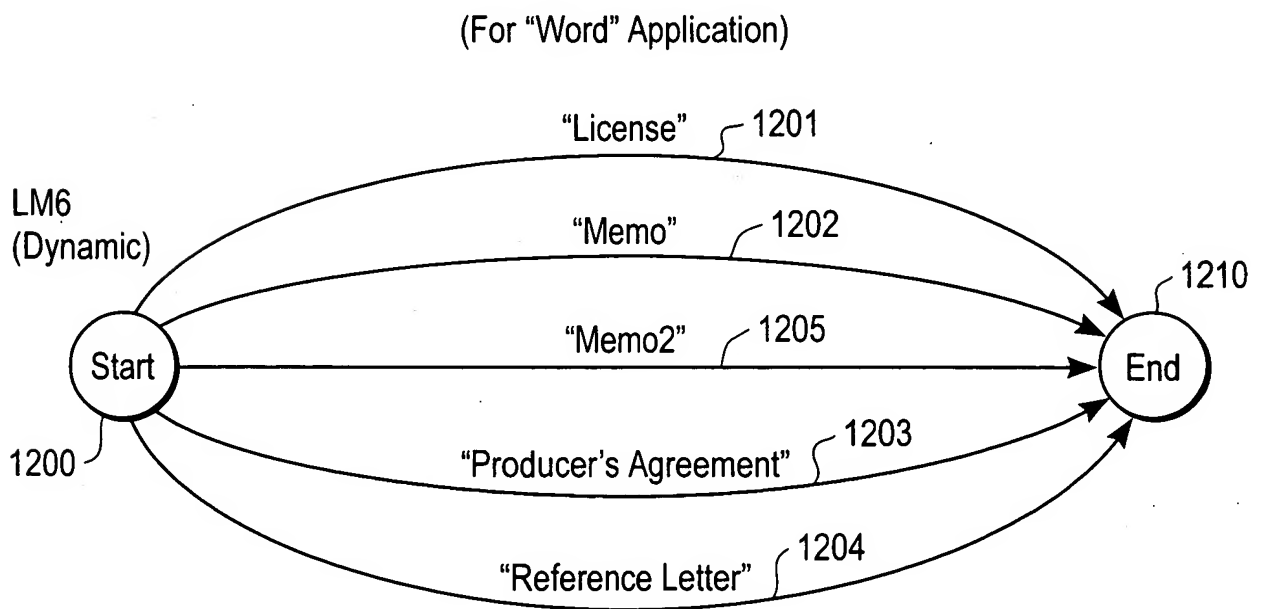 (For “Word” Application)
“License” 1201
LM6
(Dynamic)
“Memo” 1202
1210
“Memo2” 1205
Start
End
1200
“Producer’s Agreement” 1203
“Reference Letter” 1204